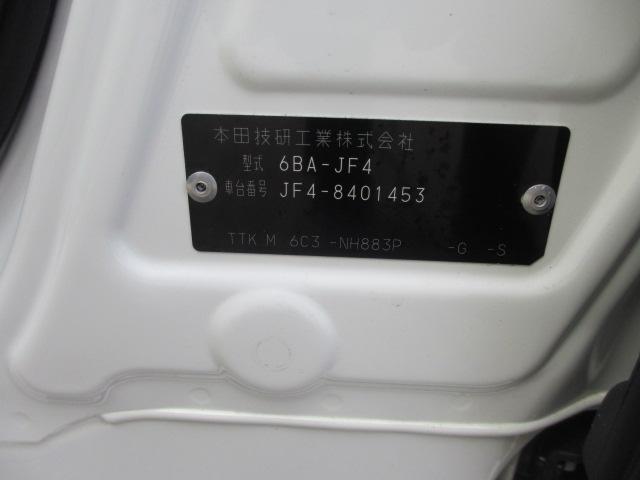 本田技研工業株式会社
型式 6BA-JF4
車台番号 JF4-8401453
TTK M 6C3 -NH883P -G -S